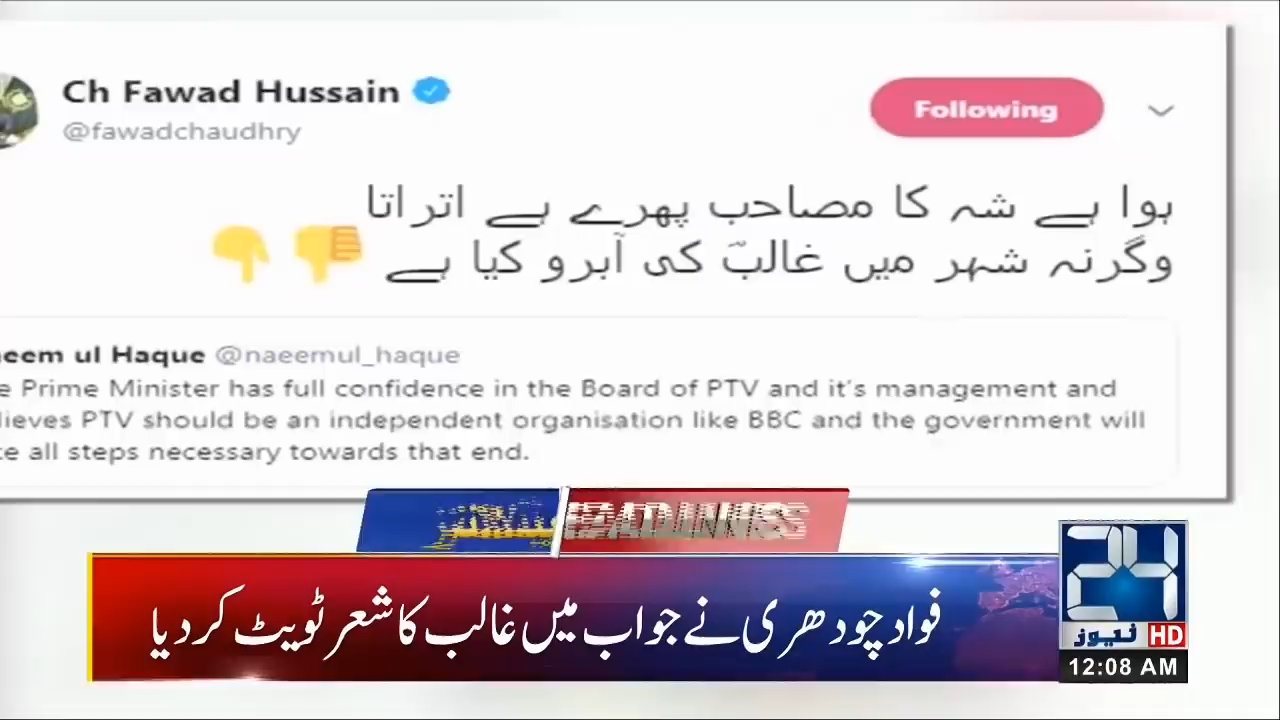 Ch Fawad Hussain
@fawadchaudhry
Following
ہوا ہے شہ کا مصاحب پھرے ہے اتراتا
وگرنہ شہر میں غالبؔ کی آبرو کیا ہے
ul Haque @naeemul_haque
Prime Minister has full confidence in the Board of PTV and it's management and
PTV should be an independent organisation like BBC and the government will
all steps necessary towards that end.
فواد چودھری نے جواب میں غالب کا شعر ٹویٹ کر دیا
24
نیوز HD
12:08 AM